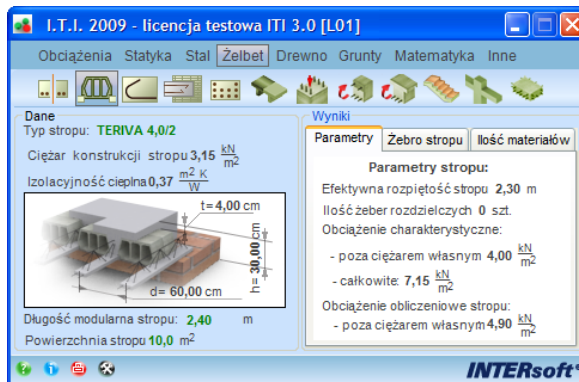 I.T.I. 2009 - licencja testowa ITI 3.0 [L01]
Obciążenia Statyka Stal Żelbet Drewno Grunty Matematyka Inne
Dane
Typ stropu: TERIVA 4,0/2
Ciężar konstrukcji stropu 3,15 kN/m²
Izolacyjność cieplna 0,37 m² K/W
t= 4,00 cm
h= 30,00 cm
d= 60,00 cm
Długość modularna stropu: 2,40 m
Powierzchnia stropu 10,0 m²
Wyniki
Parametry Żebro stropu Ilość materiałów
Parametry stropu:
Efektywna rozpiętość stropu 2,30 m
Ilość żeber rozdzielczych 0 szt.
Obciążenie charakterystyczne:
- poza ciężarem własnym 4,00 kN/m²
- całkowite: 7,15 kN/m²
Obciążenie obliczeniowe stropu:
- poza ciężarem własnym 4,90 kN/m²
INTERsoft